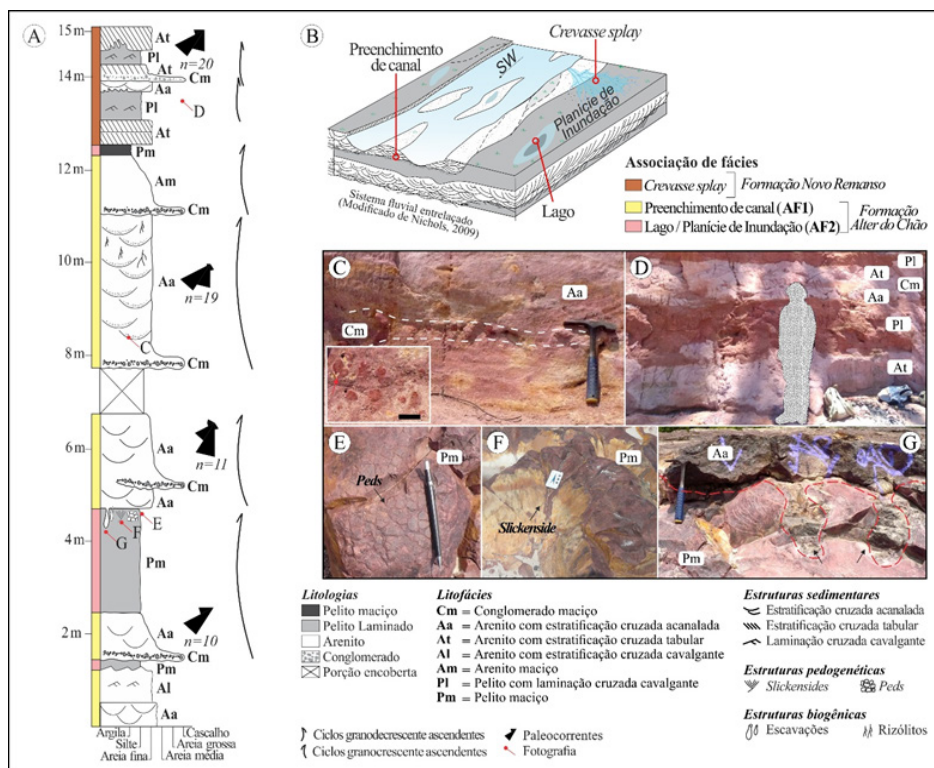 A
15m
14m
12m
10m
8m
6m
4m
2m
At
n=20
Pl
At
Cm
Aa
Pl
D
At
Pm
Am
Cm
Aa
n=19
C
Cm
Aa
n=11
Cm
Aa
E
F
G
Pm
Aa
n=10
Cm
Pm
Al
Aa
Argila
Silte
Areia fina
Cascalho
Areia grossa
Areia média
B
Preenchimento
de canal
Crevasse splay
SW
Planície de
Inundação
Lago
Sistema fluvial entrelaçado
(Modificado de Nichols, 2009)
Associação de fácies
Crevasse splay
Formação Novo Remanso
Preenchimento de canal (AF1)
Lago / Planície de Inundação (AF2)
Formação
Alter do Chão
C
Aa
Cm
D
Pl
At
Cm
Aa
Pl
At
E
Pm
Peds
F
Pm
Slickenside
G
Aa
Pm
Litologias
Pelito maciço
Pelito Laminado
Arenito
Conglomerado
Porção encoberta
Litofácies
Cm = Conglomerado maciço
Aa = Arenito com estratificação cruzada acanalada
At = Arenito com estratificação cruzada tabular
Al = Arenito com estratificação cruzada cavalgante
Am = Arenito maciço
Pl = Pelito com laminação cruzada cavalgante
Pm = Pelito maciço
Estruturas sedimentares
Estratificação cruzada acanalada
Estratificação cruzada tabular
Laminação cruzada cavalgante
Estruturas pedogenéticas
Slickensides
Peds
Estruturas biogênicas
Escavações
Rizólitos
Ciclos granodecrescente ascendentes
Ciclos granocrescente ascendentes
Paleocorrentes
Fotografia